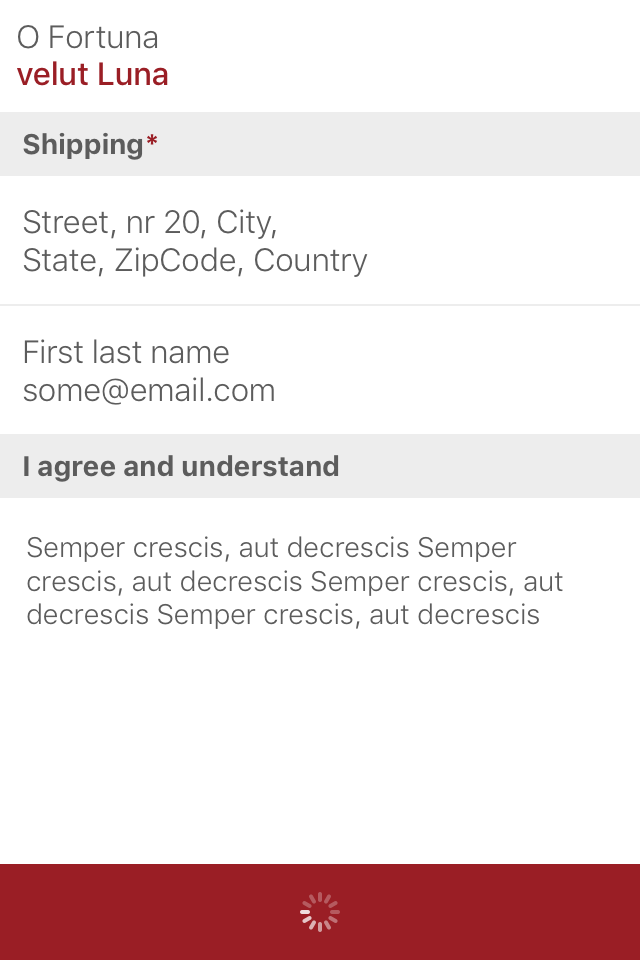 O Fortuna
velut Luna
Shipping*
Street, nr 20, City,
State, ZipCode, Country
First last name
some@email.com
I agree and understand
Semper crescis, aut decrescis Semper
crescis, aut decrescis Semper crescis, aut
decrescis Semper crescis, aut decrescis